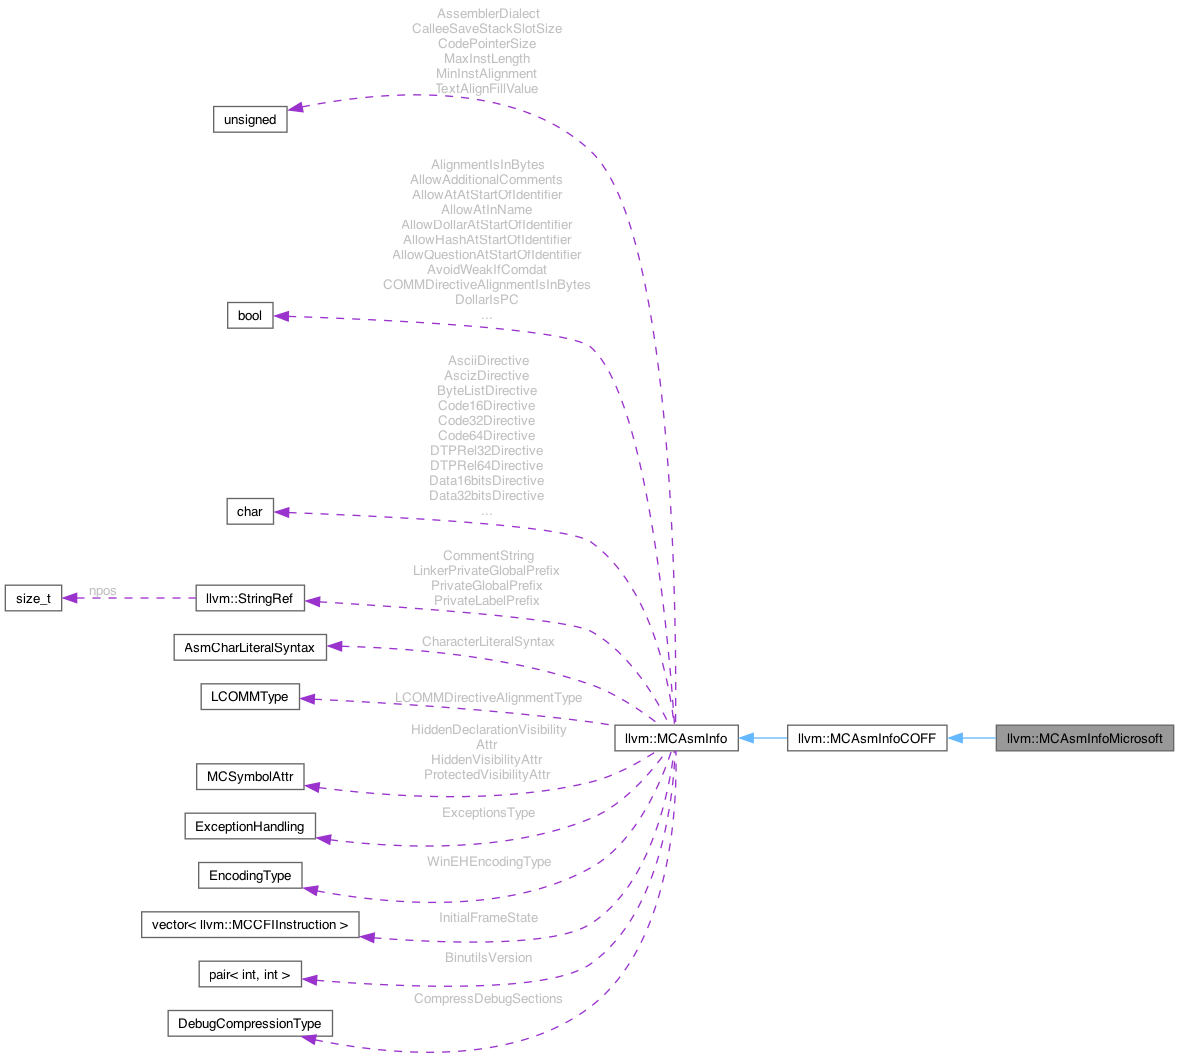 AssemblerDialect
CalleeSaveStackSlotSize
CodePointerSize
MaxInstLength
MinInstAlignment
TextAlignFillValue
unsigned
AlignmentIsInBytes
AllowAdditionalComments
AllowAtAtStartOfIdentifier
AllowAtInName
AllowDollarAtStartOfIdentifier
AllowHashAtStartOfIdentifier
AllowQuestionAtStartOfIdentifier
AvoidWeakIfComdat
COMMDirectiveAlignmentIsInBytes
DollarIsPC
...
bool
AsciiDirective
AscizDirective
ByteListDirective
Code16Directive
Code32Directive
Code64Directive
DTPRel32Directive
DTPRel64Directive
Data16bitsDirective
Data32bitsDirective
...
char
CommentString
LinkerPrivateGlobalPrefix
PrivateGlobalPrefix
PrivateLabelPrefix
size_t
npos
llvm::StringRef
CharacterLiteralSyntax
AsmCharLiteralSyntax
LCOMMDirectiveAlignmentType
LCOMMType
llvm::MCAsmInfo
llvm::MCAsmInfoCOFF
llvm::MCAsmInfoMicrosoft
HiddenDeclarationVisibility
Attr
HiddenVisibilityAttr
ProtectedVisibilityAttr
MCSymbolAttr
ExceptionsType
ExceptionHandling
WinEHEncodingType
EncodingType
InitialFrameState
vector< llvm::MCCFIInstruction >
BinutilsVersion
pair< int, int >
CompressDebugSections
DebugCompressionType